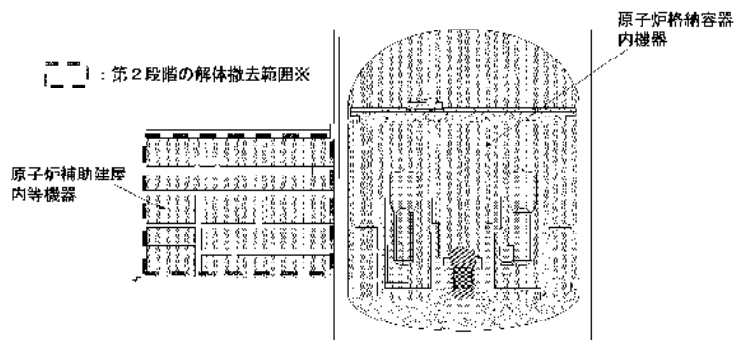 原子炉格納容器
内機器
：第２段階の解体撤去範囲※
原子炉補助建屋
内等機器